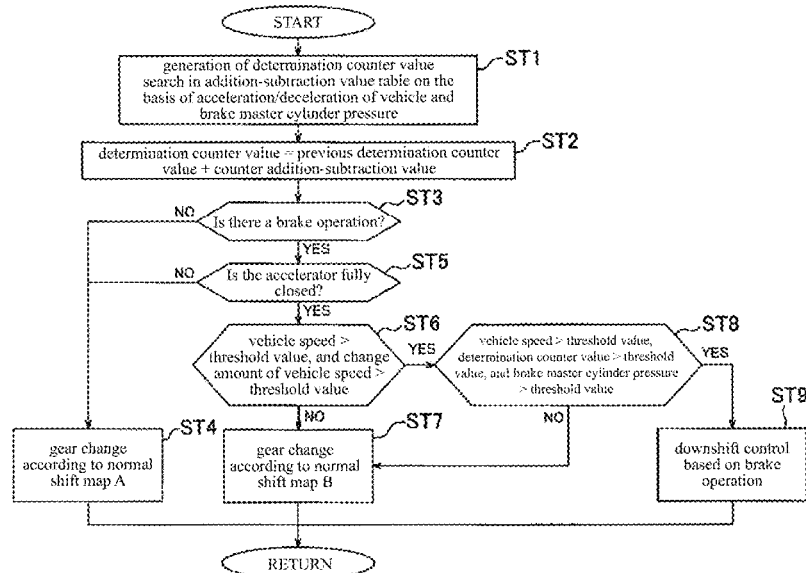 START
generation of determination counter value
search in addition-subtraction value table on the
basis of acceleration/deceleration of vehicle and
brake master cylinder pressure
ST1
determination counter value = previous determination counter
value + counter addition-subtraction value
ST2
Is there a brake operation?
ST3
NO
YES
Is the accelerator fully
closed?
ST5
NO
YES
vehicle speed >
threshold value, and change
amount of vehicle speed >
threshold value
ST6
YES
NO
vehicle speed > threshold value,
determination counter value > threshold
value, and brake master cylinder pressure
> threshold value
ST8
YES
NO
gear change
according to normal
shift map A
ST4
gear change
according to normal
shift map B
ST7
downshift control
based on brake
operation
ST9
RETURN